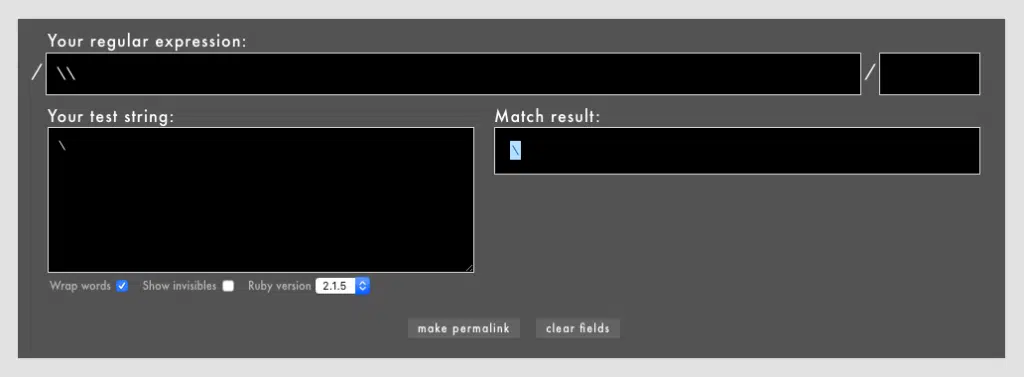 Your regular expression:
/ \\ /
Your test string:
Match result:
\
\
Wrap words Show invisibles Ruby version 2.1.5
make permalink clear fields